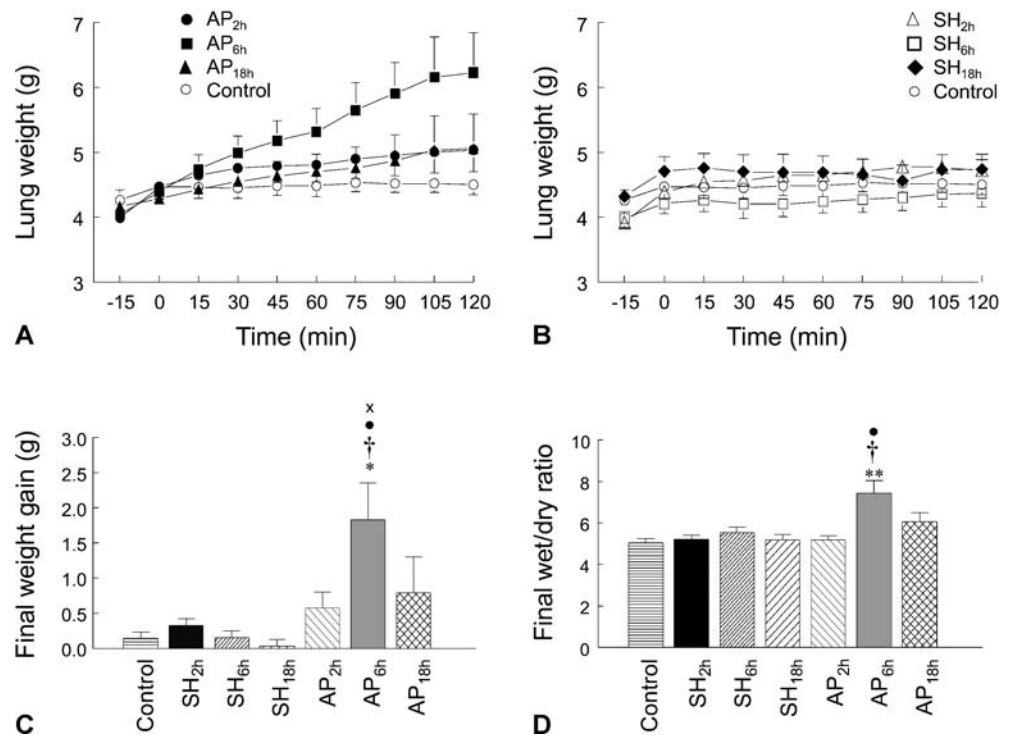 7
6
5
4
3
Lung weight (g)
AP2h
AP6h
AP18h
Control
-15 0 15 30 45 60 75 90 105 120
Time (min)
A
7
6
5
4
3
Lung weight (g)
SH2h
SH6h
SH18h
Control
-15 0 15 30 45 60 75 90 105 120
Time (min)
B
3.0
2.5
2.0
1.5
1.0
0.5
0.0
Final weight gain (g)
x
•
†
*
Control SH2h SH6h SH18h AP2h AP6h AP18h
C
10
8
6
4
2
0
Final wet/dry ratio
•
†
**
Control SH2h SH6h SH18h AP2h AP6h AP18h
D